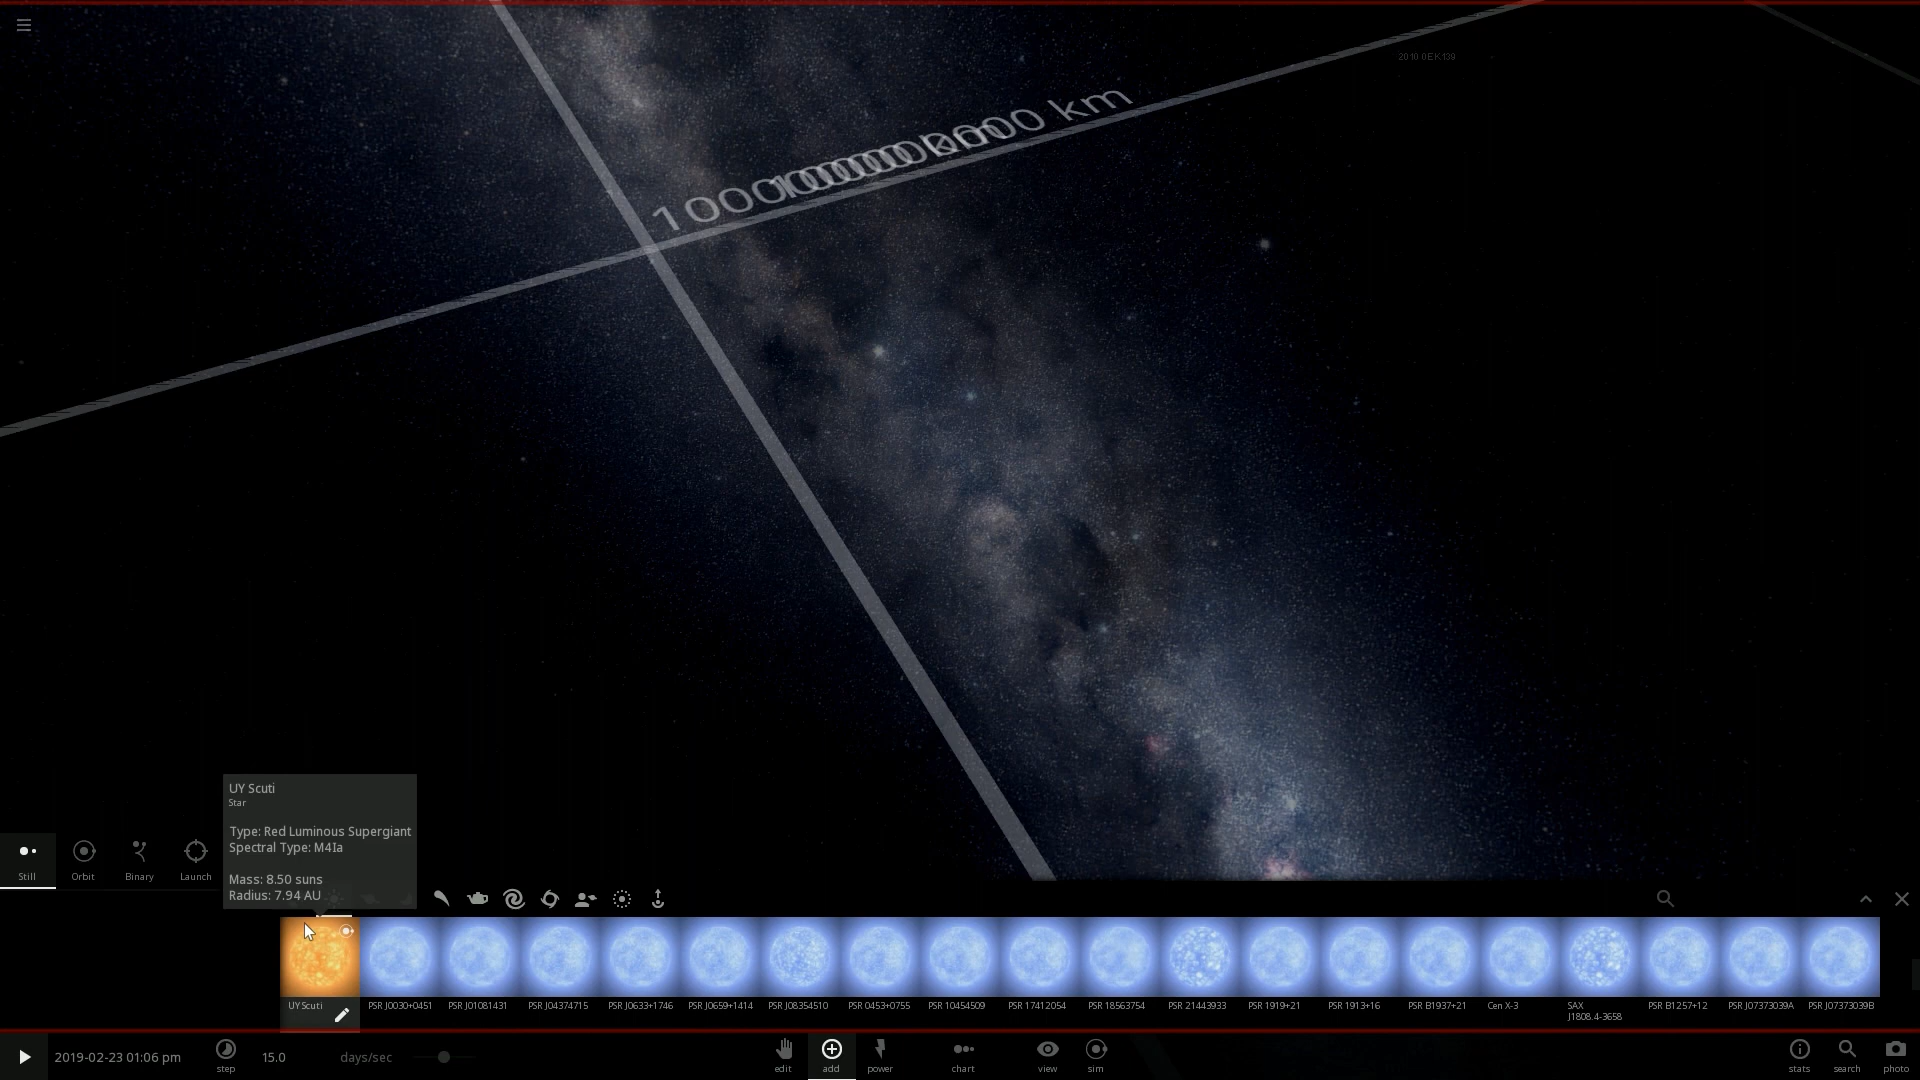 2010 0EK139
UY Scuti
Star
Type: Red Luminous Supergiant
Spectral Type: M4Ia
Mass: 8.50 suns
Radius: 7.94 AU
Still
Orbit
Binary
Launch
UY Scuti
PSR J0030+0451
PSR J01081431
PSR J04374715
PSR J0633+1746
PSR J0659+1414
PSR J08354510
PSR 0453+0755
PSR 10454509
PSR 17412054
PSR 18563754
PSR 21443933
PSR 1919+21
PSR 1913+16
PSR B1937+21
Cen X-3
SAX
J1808.4-3658
PSR B1257+12
PSR J07373039A
PSR J07373039B
2019-02-23 01:06 pm
step
15.0
days/sec
edit
add
power
chart
view
sim
stats
search
photo